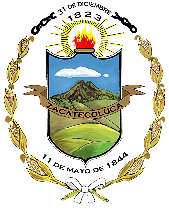 31 DE DICIEMBRE
1823
ZACATECOLUCA
11 DE MAYO DE 1844